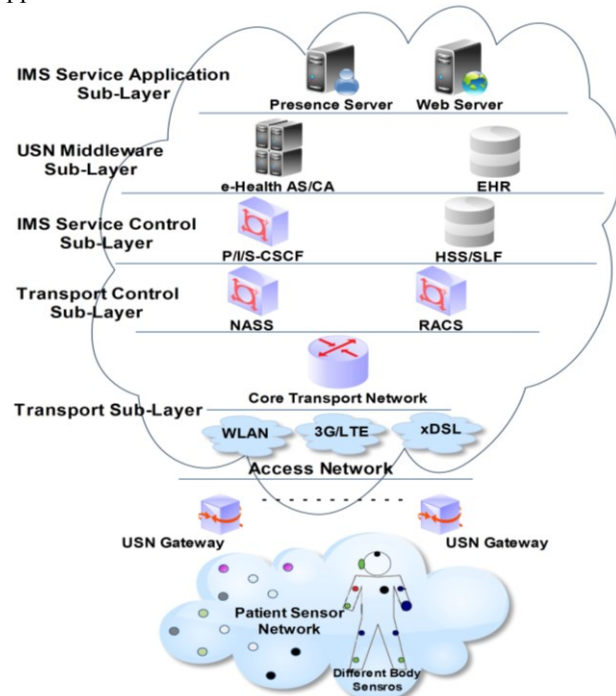 IMS Service Application
Sub-Layer
Presence Server
Web Server
USN Middleware
Sub-Layer
e-Health AS/CA
EHR
IMS Service Control
Sub-Layer
P/I/S-CSCF
HSS/SLF
Transport Control
Sub-Layer
NASS
RACS
Core Transport Network
Transport Sub-Layer
WLAN
3G/LTE
xDSL
Access Network
USN Gateway
USN Gateway
Patient Sensor
Network
Different Body
Sensros